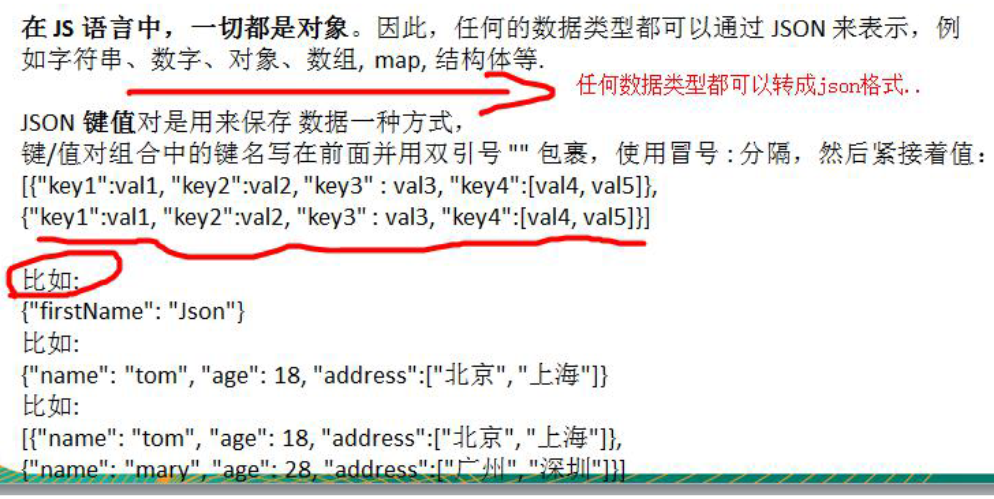 在 JS 语言中，一切都是对象。因此，任何的数据类型都可以通过 JSON 来表示，例
如字符串、数字、对象、数组, map, 结构体等.
任何数据类型都可以转成json格式..
JSON 键值对是用来保存 数据一种方式，
键/值对组合中的键名写在前面并用双引号 "" 包裹，使用冒号 : 分隔，然后紧接着值：
[{"key1":val1, "key2":val2, "key3" : val3, "key4":[val4, val5]},
{"key1":val1, "key2":val2, "key3" : val3, "key4":[val4, val5]}]
比如:
{"firstName": "Json"}
比如:
{"name": "tom", "age": 18, "address":["北京","上海"]}
比如:
[{"name": "tom", "age": 18, "address":["北京","上海"]},
{"name": "mary", "age": 28, "address":["广州","深圳"]}]